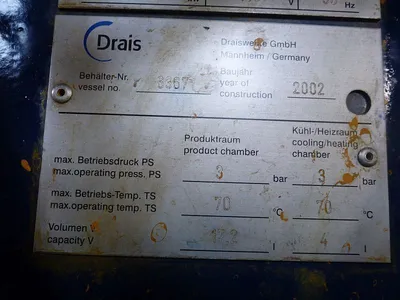 V
Hz
Drais
Draiswerke GmbH
Mannheim / Germany
Behälter-Nr.
vessel no.
Baujahr
year of
construction
2002
Produktraum
product chamber
Kühl-/Heizraum
cooling/heating
chamber
max. Betriebsdruck PS
max.operating press. PS
bar
3
bar
max. Betriebs-Temp. TS
max.operating temp. TS
70
°C
70
°C
Volumen V
capacity V
l
4
l